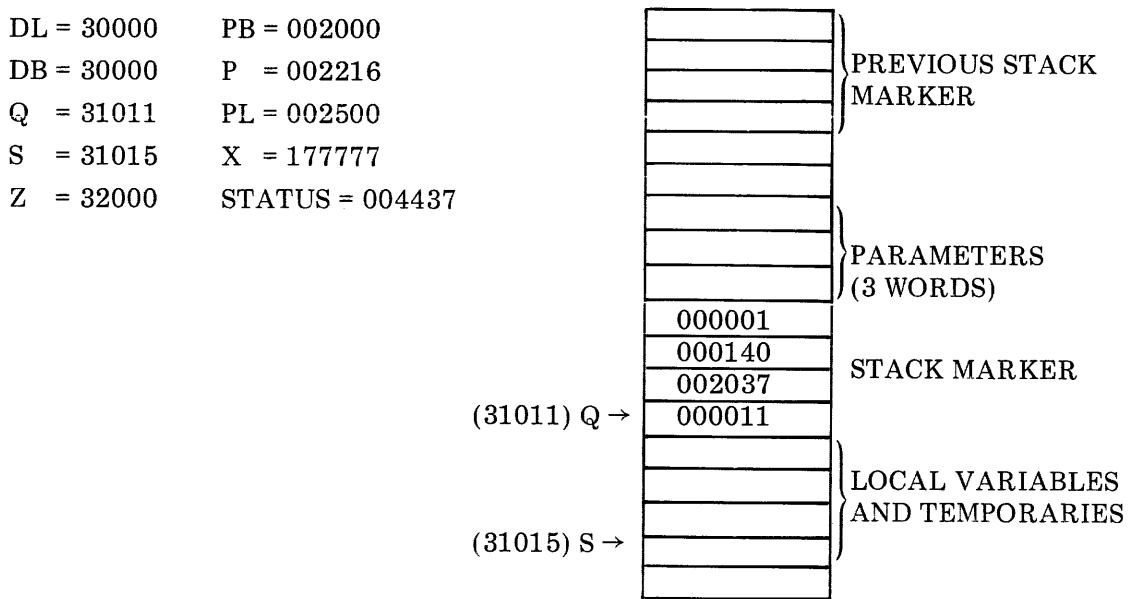 DL = 30000 PB = 002000
DB = 30000 P = 002216
Q = 31011 PL = 002500
S = 31015 X = 177777
Z = 32000 STATUS = 004437
PREVIOUS STACK
MARKER
PARAMETERS
(3 WORDS)
000001
000140
002037
000011
STACK MARKER
(31011) Q →
LOCAL VARIABLES
AND TEMPORARIES
(31015) S →